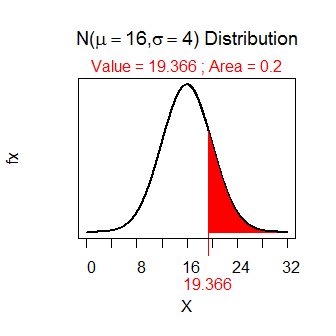 N(μ = 16,σ = 4) Distribution
Value = 19.366 ; Area = 0.2
fx
0 8 16 24 32
19.366
X